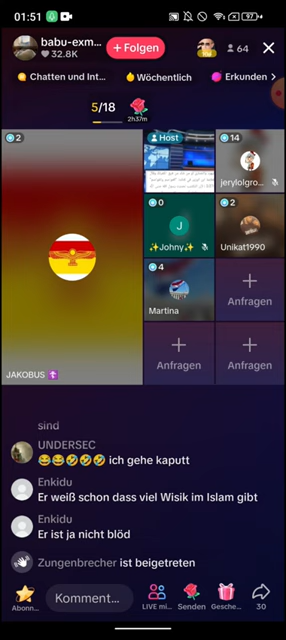 01:51
97
babu-exm...
32.8K
+ Folgen
64
Chatten und Int...
Wöchentlich
Erkunden
5/18
2h37m
2
Host
14
jerylolgro...
0
J
✨Johny✨
2
Unikat1990
4
Martina
Anfragen
JAKOBUS ✝️
Anfragen
Anfragen
sind
UNDERSEC
😂😂🤣🤣🤣 ich gehe kaputt
Enkidu
Er weiß schon dass viel Wisik im Islam gibt
Enkidu
Er ist ja nicht blöd
Zungenbrecher ist beigetreten
Abonn...
Komment...
LIVE mi...
Senden
Gesche...
30